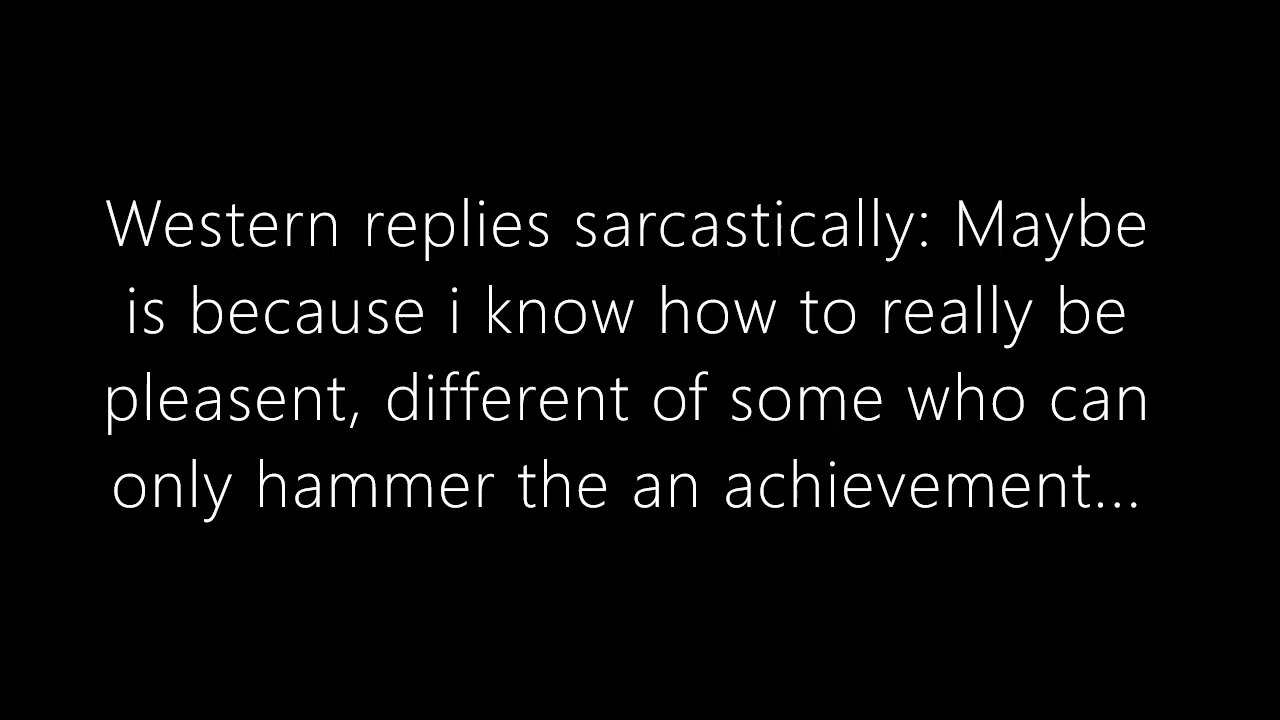 Western replies sarcastically: Maybe
is because i know how to really be
pleasent, different of some who can
only hammer the an achievement...